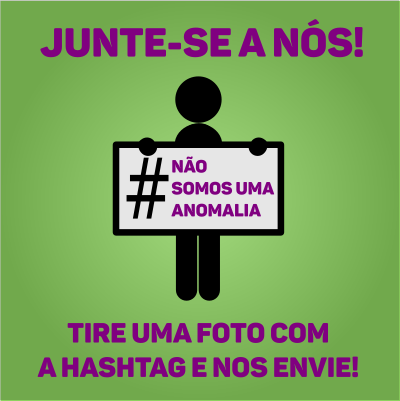 JUNTE-SE A NÓS!
#NÃO
SOMOS UMA
ANOMALIA
TIRE UMA FOTO COM
A HASHTAG E NOS ENVIE!